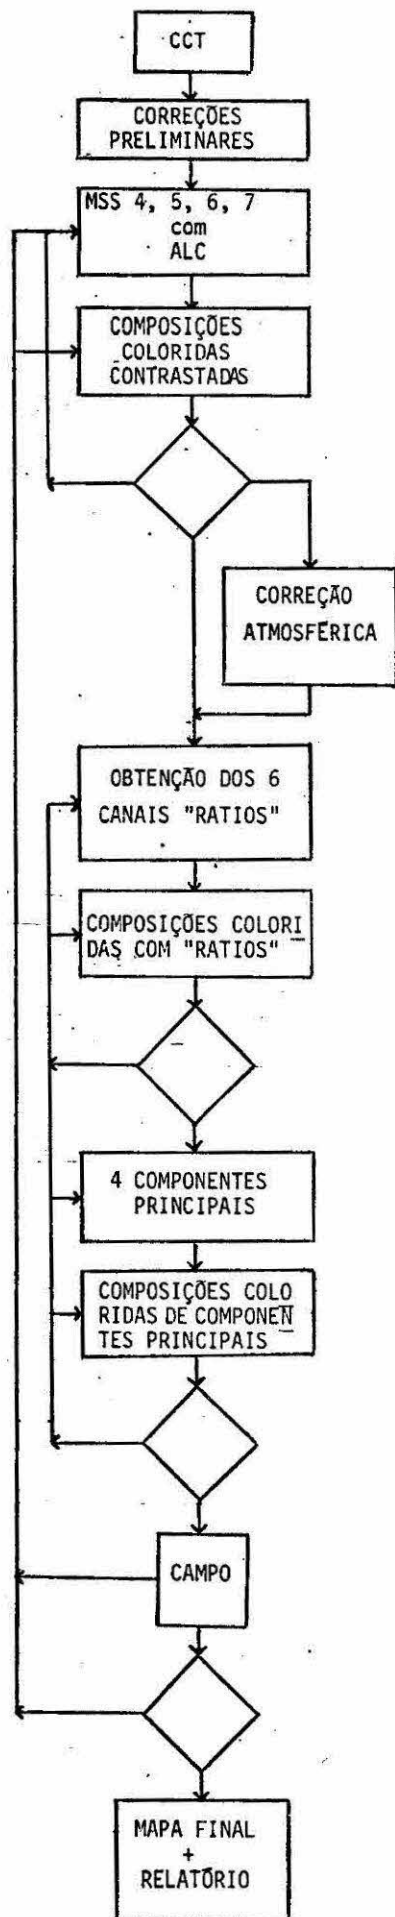 CCT
CORREÇÕES
PRELIMINARES
MSS 4, 5, 6, 7
com
ALC
COMPOSIÇÕES
COLORIDAS
CONTRASTADAS
CORREÇÃO
ATMOSFÉRICA
OBTENÇÃO DOS 6
CANAIS "RATIOS"
COMPOSIÇÕES COLORI
DAS COM "RATIOS"
4 COMPONENTES
PRINCIPAIS
COMPOSIÇÕES COLO
RIDAS DE COMPONEN
TES PRINCIPAIS
CAMPO
MAPA FINAL
+
RELATÓRIO